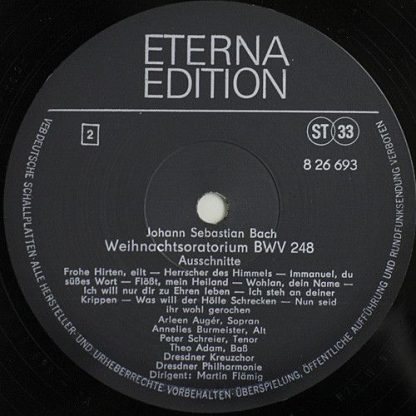 ETERNA
EDITION
2
ST 33
8 26 693
Johann Sebastian Bach
Weihnachtsoratorium BWV 248
Ausschnitte
Frohe Hirten, eilt — Herrscher des Himmels — Immanuel, du
süßes Wort — Flößt, mein Heiland — Wohlan, dein Name —
Ich will nur dir zu Ehren leben — Ich steh an deiner
Krippen — Was will der Hölle Schrecken — Nun seid
ihr wohl gerochen
Arleen Augér, Sopran
Annelies Burmeister, Alt
Peter Schreier, Tenor
Theo Adam, Baß
Dresdner Kreuzchor
Dresdner Philharmonie
Dirigent: Martin Flämig
VEB DEUTSCHE SCHALLPLATTEN ALLE HERSTELLER- UND URHEBERRECHTE VORBEHALTEN·ÜBERSPIELUNG, ÖFFENTLICHE AUFFÜHRUNG UND RUNDFUNKSENDUNG VERBOTEN